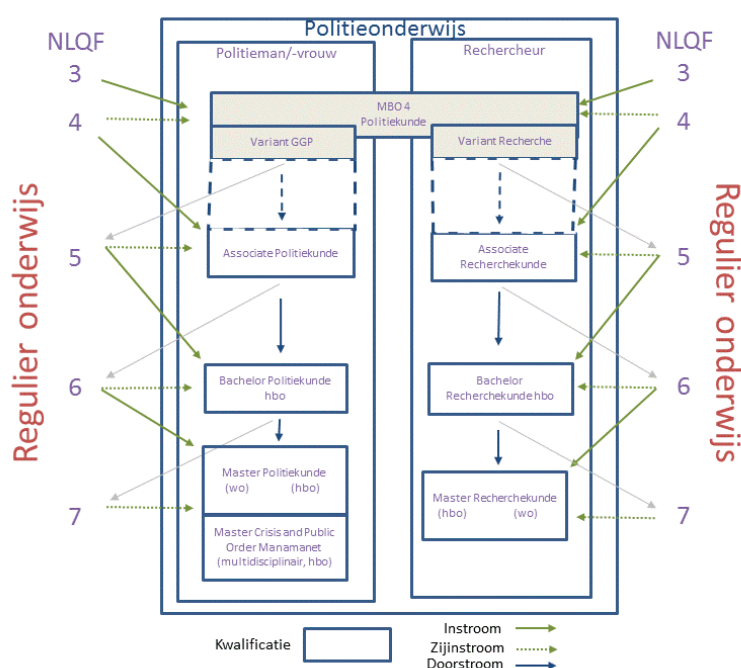 Politieonderwijs
NLQF
Politieman/-vrouw
Rechercheur
NLQF
3
3
MBO 4
Politiekunde
4
4
Variant GGP
Variant Recherche
Regulier onderwijs
Regulier onderwijs
5
Associate Politiekunde
Associate
Recherchekunde
5
6
Bachelor Politiekunde
hbo
Bachelor
Recherchekunde hbo
6
Master Politiekunde
(wo) (hbo)
Master Recherchekunde
(hbo) (wo)
7
7
Master Crisis and Public
Order Manamanet
(multidisciplinair, hbo)
Kwalificatie
Instroom
Zijinstroom
Doorstroom